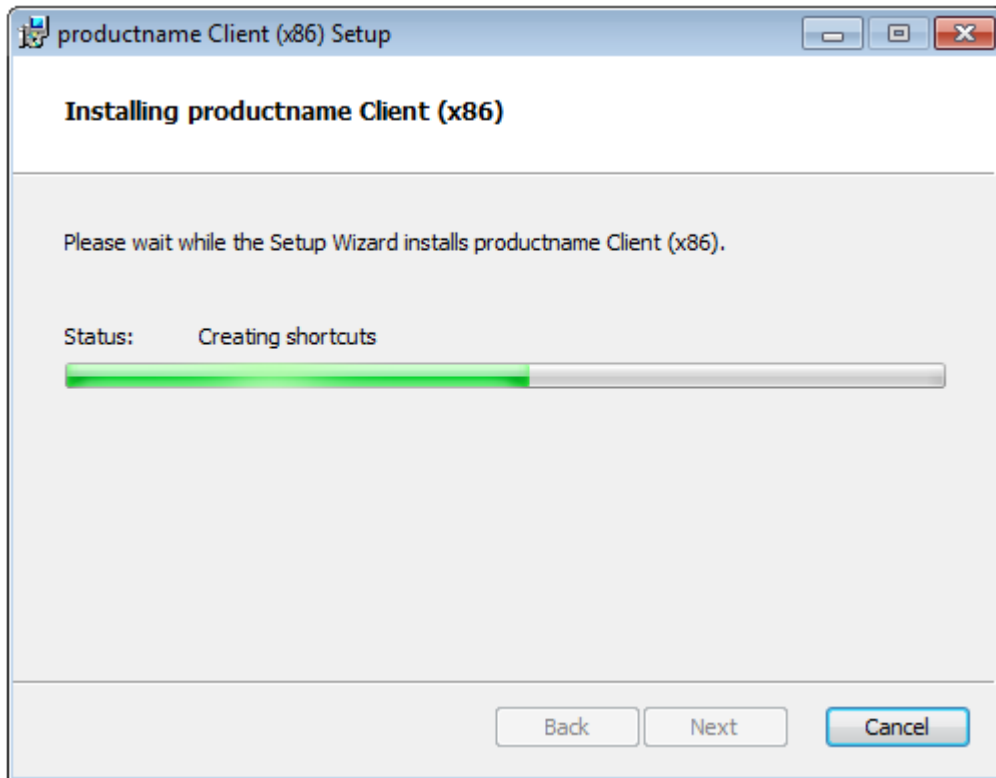 productname Client (x86) Setup
Installing productname Client (x86)
Please wait while the Setup Wizard installs productname Client (x86).
Status: Creating shortcuts
Back Next Cancel